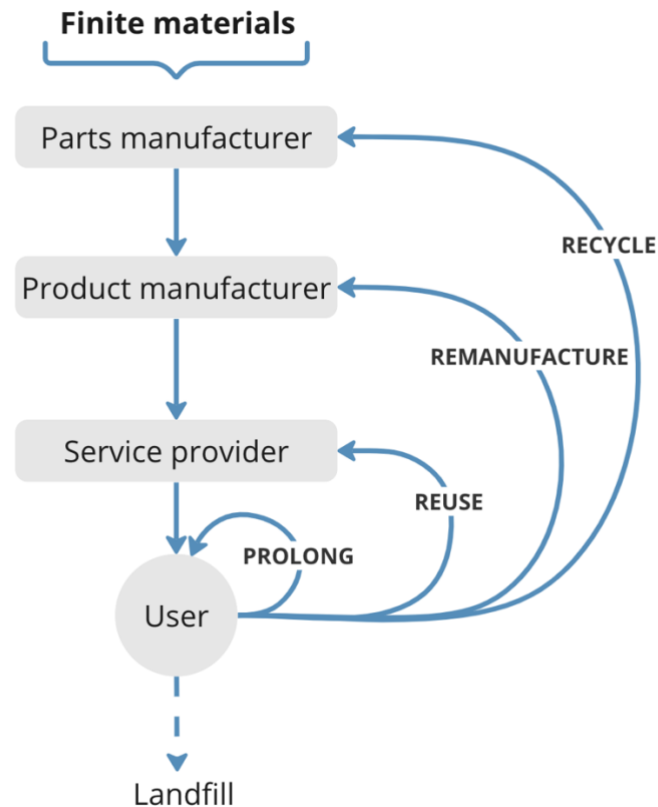 Finite materials
Parts manufacturer
RECYCLE
Product manufacturer
REMANUFACTURE
Service provider
REUSE
PROLONG
User
Landfill